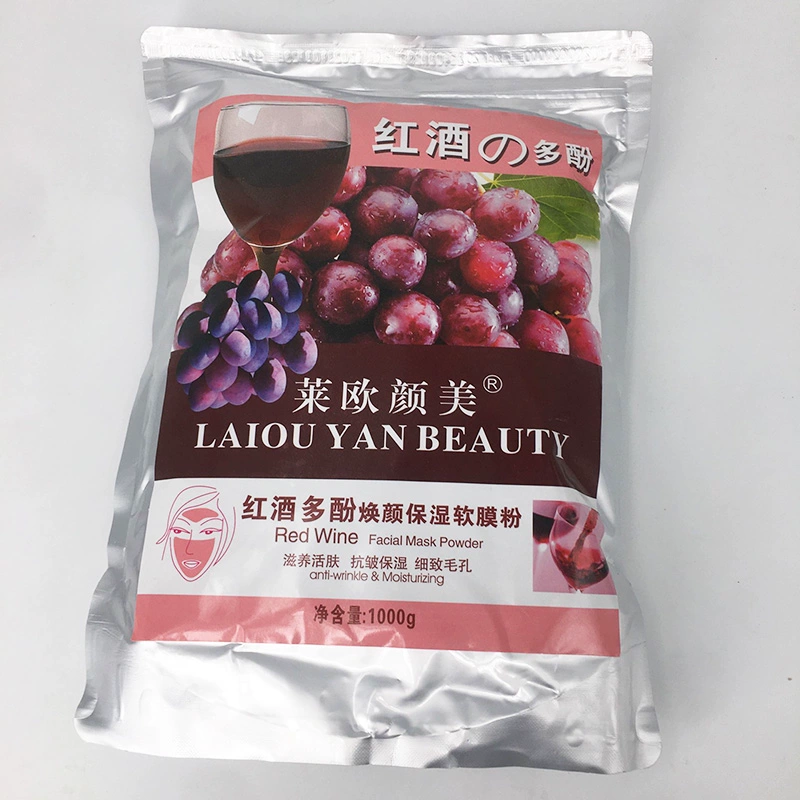 红酒の多酚
莱欧颜美®
LAIOU YAN BEAUTY
红酒多酚焕颜保湿软膜粉
Red Wine Facial Mask Powder
滋养活肤 抗皱保湿 细致毛孔
anti-wrinkle & Moisturizing
净含量:1000g